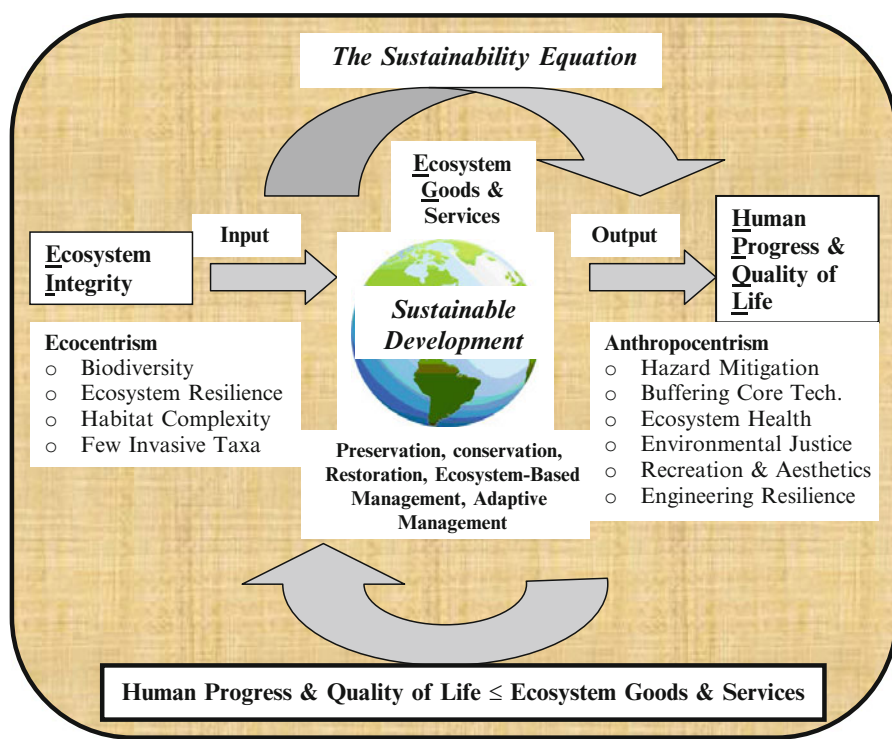 The Sustainability Equation
Ecosystem
Goods &
Services
Input
Output
Ecosystem
Integrity
Human
Progress &
Quality of
Life
Sustainable
Development
Ecocentrism
o Biodiversity
o Ecosystem Resilience
o Habitat Complexity
o Few Invasive Taxa
Preservation, conservation,
Restoration, Ecosystem-Based
Management, Adaptive
Management
Anthropocentrism
o Hazard Mitigation
o Buffering Core Tech.
o Ecosystem Health
o Environmental Justice
o Recreation & Aesthetics
o Engineering Resilience
Human Progress & Quality of Life ≤ Ecosystem Goods & Services